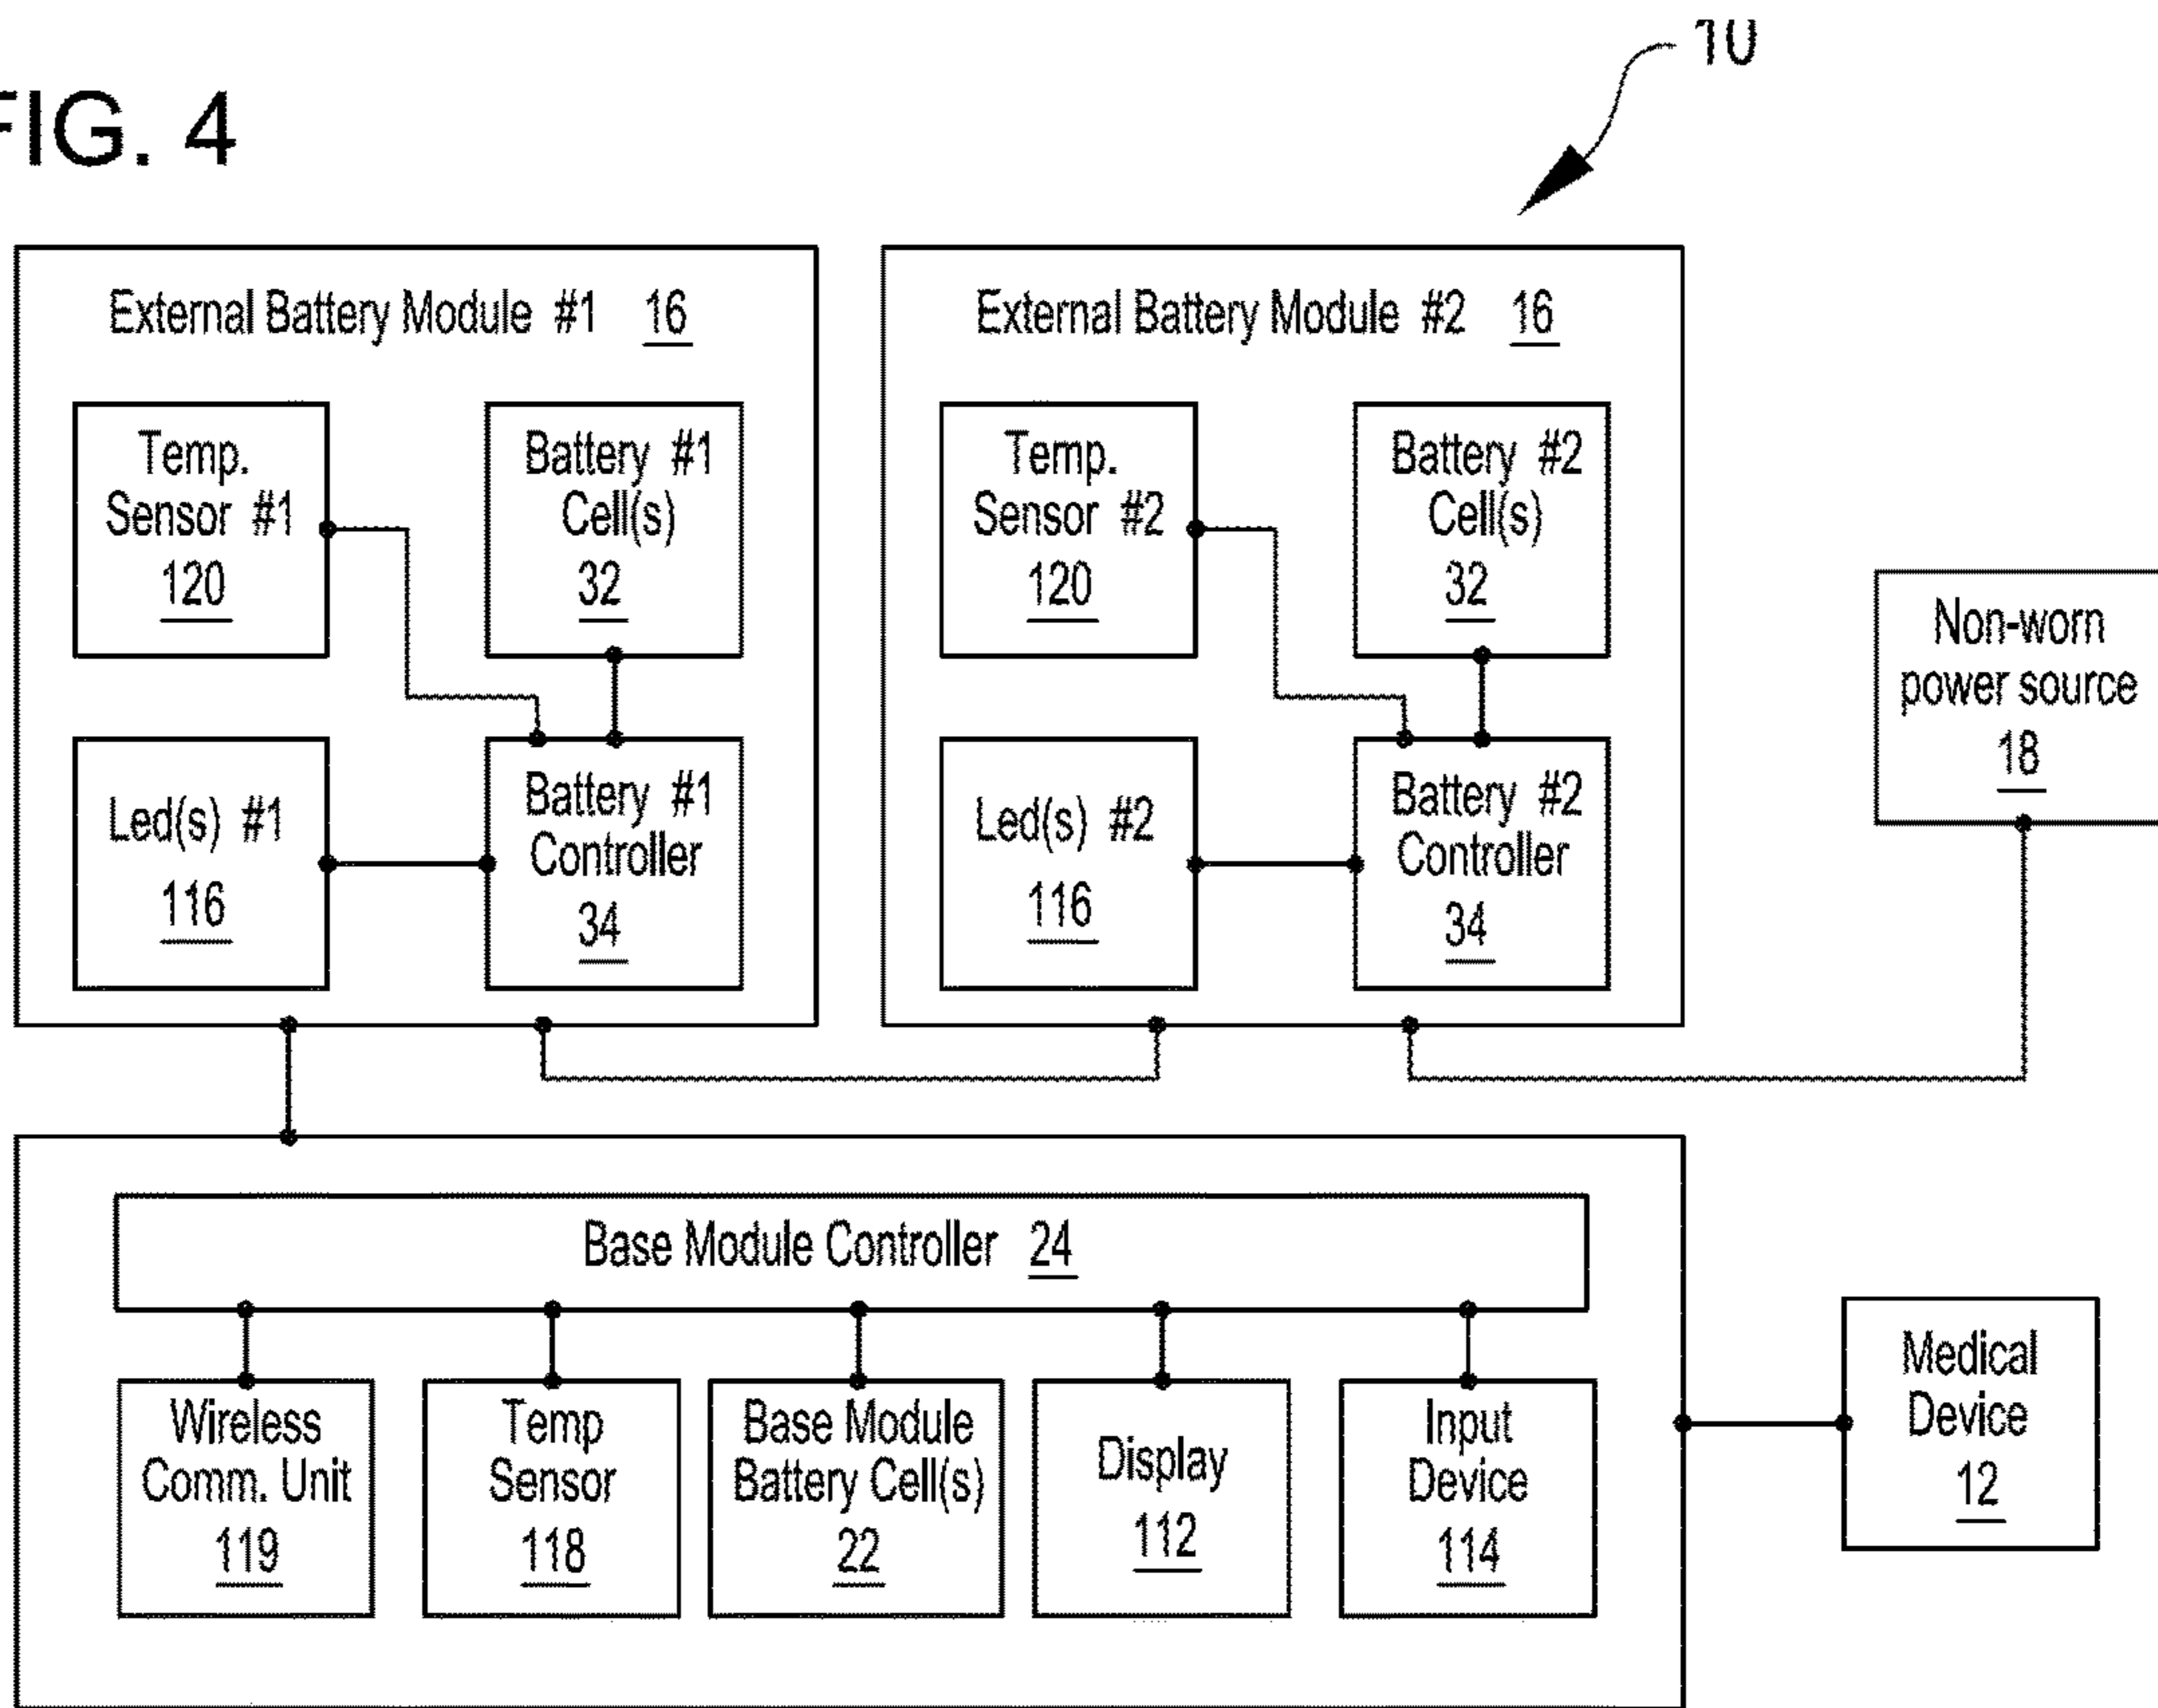 10
FIG. 4
External Battery Module #1 16
Temp.
Sensor #1
120
Battery #1
Cell(s)
32
Led(s) #1
116
Battery #1
Controller
34
External Battery Module #2 16
Temp.
Sensor #2
120
Battery #2
Cell(s)
32
Led(s) #2
116
Battery #2
Controller
34
Non-worn
power source
18
Base Module Controller 24
Wireless
Comm. Unit
119
Temp
Sensor
118
Base Module
Battery Cell(s)
22
Display
112
Input
Device
114
Medical
Device
12